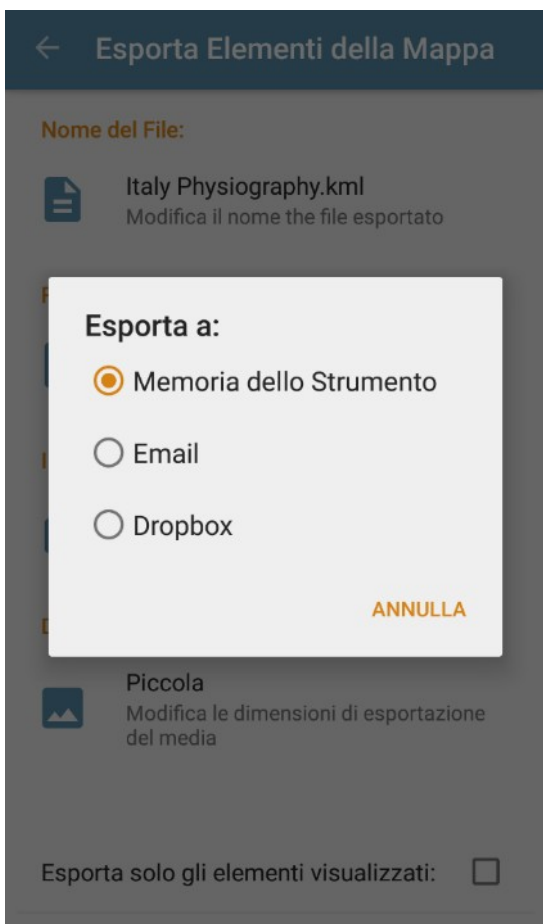 Esporta Elementi della Mappa
Nome del File:
Italy Physiography.kml
Modifica il nome the file esportato
Esporta a:
Memoria dello Strumento
Email
Dropbox
ANNULLA
Piccola
Modifica le dimensioni di esportazione
del media
Esporta solo gli elementi visualizzati: